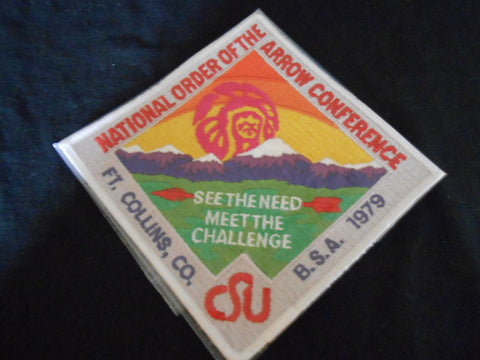 NATIONAL ORDER OF THE
ARROW CONFERENCE
SEE THE NEED
MEET THE
CHALLENGE
FT. COLLINS, CO.
B.S.A. 1979
CSU